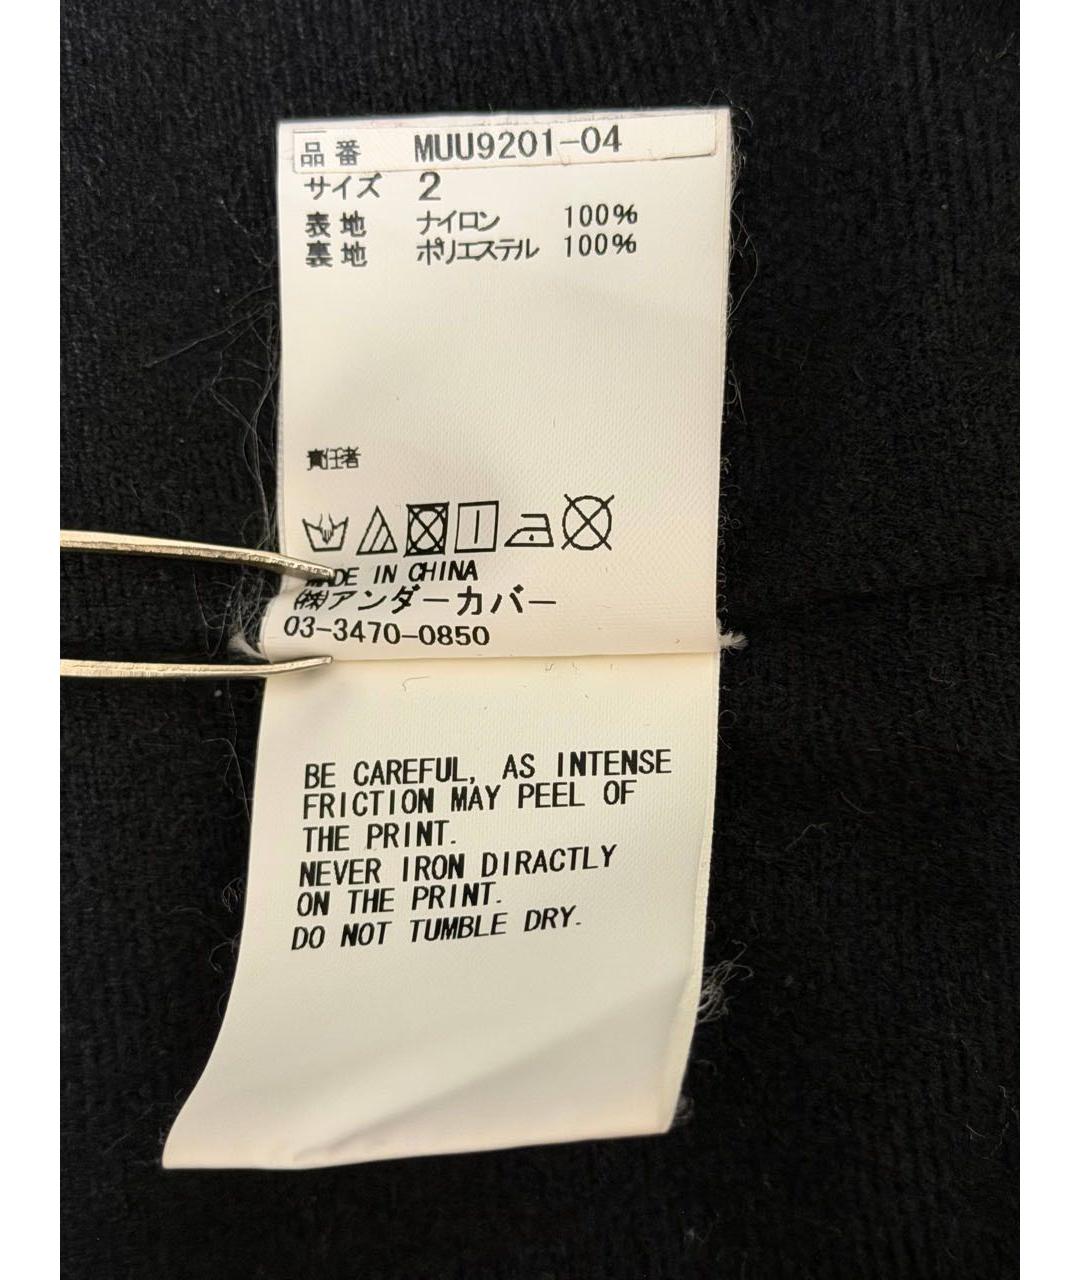 品番 MUU9201-04
サイズ 2
表地 ナイロン 100%
裏地 ポリエステル 100%
責任者
MADE IN CHINA
㈱アンダーカバー
03-3470-0850
BE CAREFUL, AS INTENSE
FRICTION MAY PEEL OF
THE PRINT.
NEVER IRON DIRACTLY
ON THE PRINT.
DO NOT TUMBLE DRY.